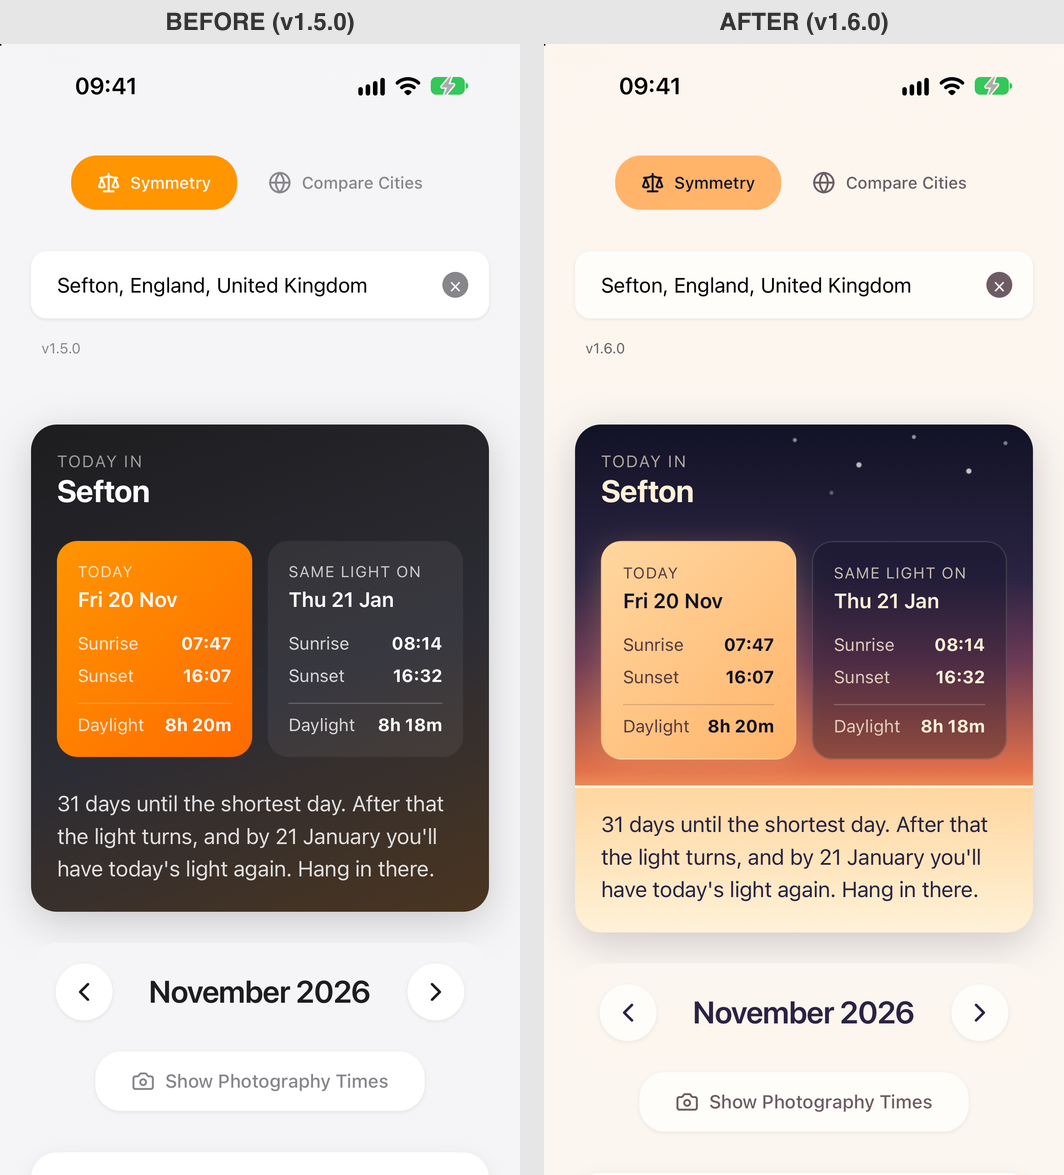 BEFORE (v1.5.0)
09:41
Symmetry
Compare Cities
Sefton, England, United Kingdom
v1.5.0
TODAY IN
Sefton
TODAY
Fri 20 Nov
Sunrise 07:47
Sunset 16:07
Daylight 8h 20m
SAME LIGHT ON
Thu 21 Jan
Sunrise 08:14
Sunset 16:32
Daylight 8h 18m
31 days until the shortest day. After that
the light turns, and by 21 January you'll
have today's light again. Hang in there.
November 2026
Show Photography Times
AFTER (v1.6.0)
09:41
Symmetry
Compare Cities
Sefton, England, United Kingdom
v1.6.0
TODAY IN
Sefton
TODAY
Fri 20 Nov
Sunrise 07:47
Sunset 16:07
Daylight 8h 20m
SAME LIGHT ON
Thu 21 Jan
Sunrise 08:14
Sunset 16:32
Daylight 8h 18m
31 days until the shortest day. After that
the light turns, and by 21 January you'll
have today's light again. Hang in there.
November 2026
Show Photography Times